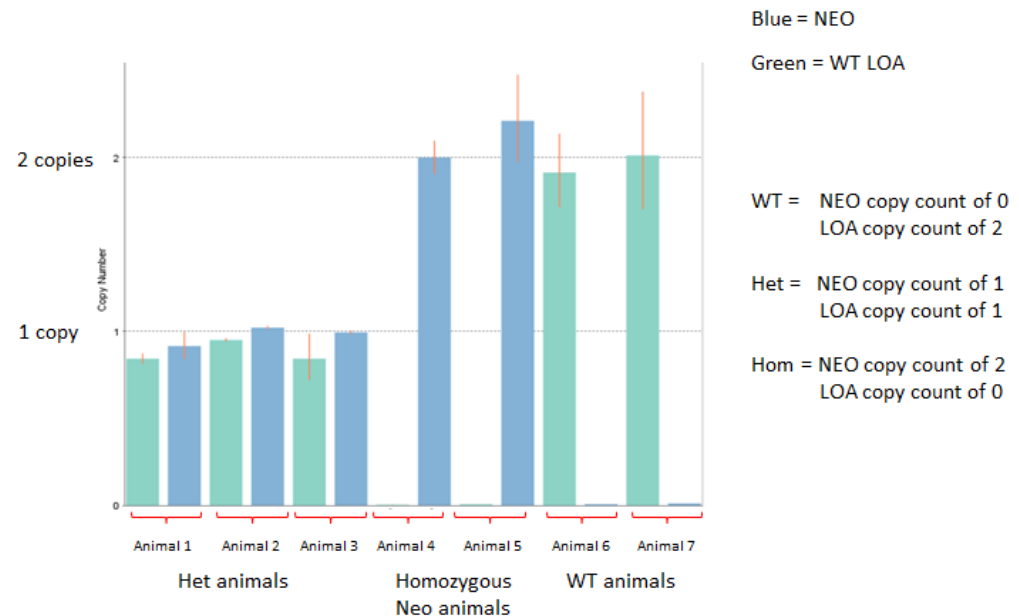 Blue = NEO
Green = WT LOA
2 copies
2
Copy Number
1 copy
1
0
WT = NEO copy count of 0
LOA copy count of 2
Het = NEO copy count of 1
LOA copy count of 1
Hom = NEO copy count of 2
LOA copy count of 0
Animal 1 Animal 2 Animal 3 Animal 4 Animal 5 Animal 6 Animal 7
Het animals Homozygous WT animals
Neo animals